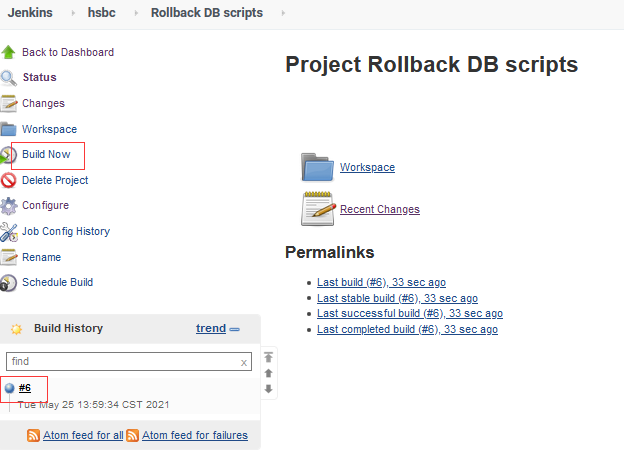 Jenkins hsbc Rollback DB scripts
Back to Dashboard
Status
Changes
Workspace
Build Now
Delete Project
Configure
Job Config History
Rename
Schedule Build
Build History trend
find x
#6
Tue May 25 13:59:34 CST 2021
Atom feed for all Atom feed for failures
Project Rollback DB scripts
Workspace
Recent Changes
Permalinks
Last build (#6), 33 sec ago
Last stable build (#6), 33 sec ago
Last successful build (#6), 33 sec ago
Last completed build (#6), 33 sec ago